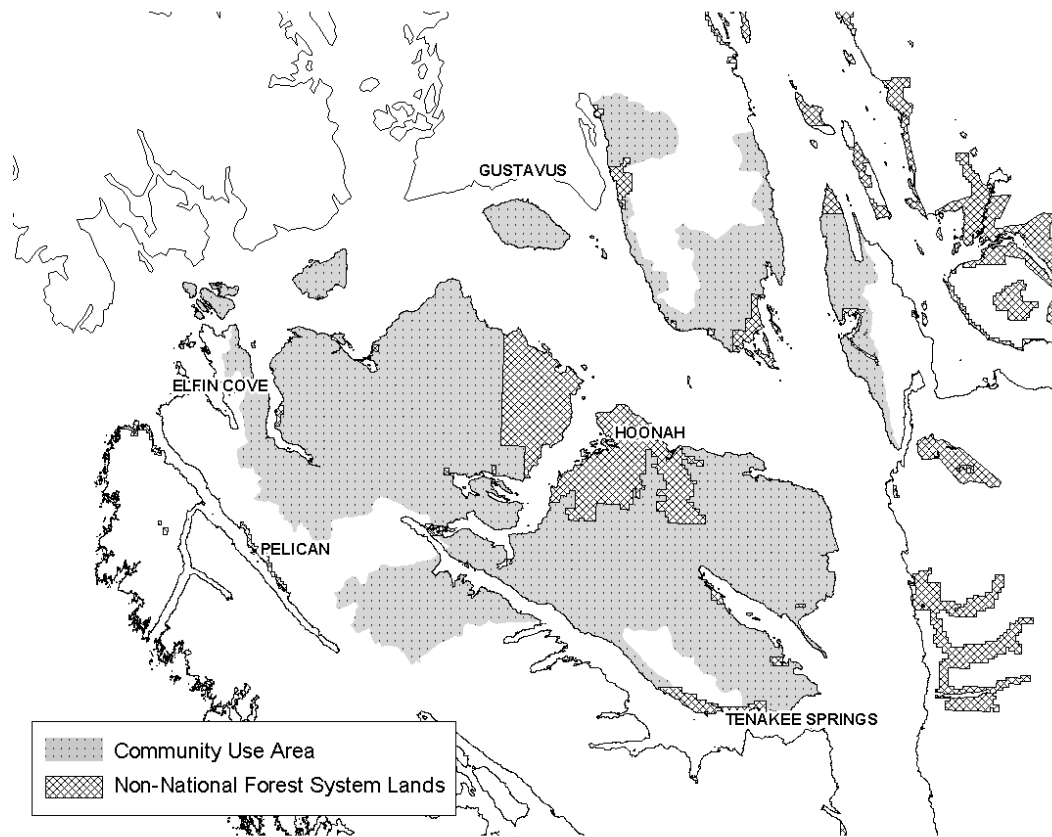 GUSTAVUS
ELFIN COVE
HOONAH
PELICAN
TENAKEE SPRINGS
Community Use Area
Non-National Forest System Lands